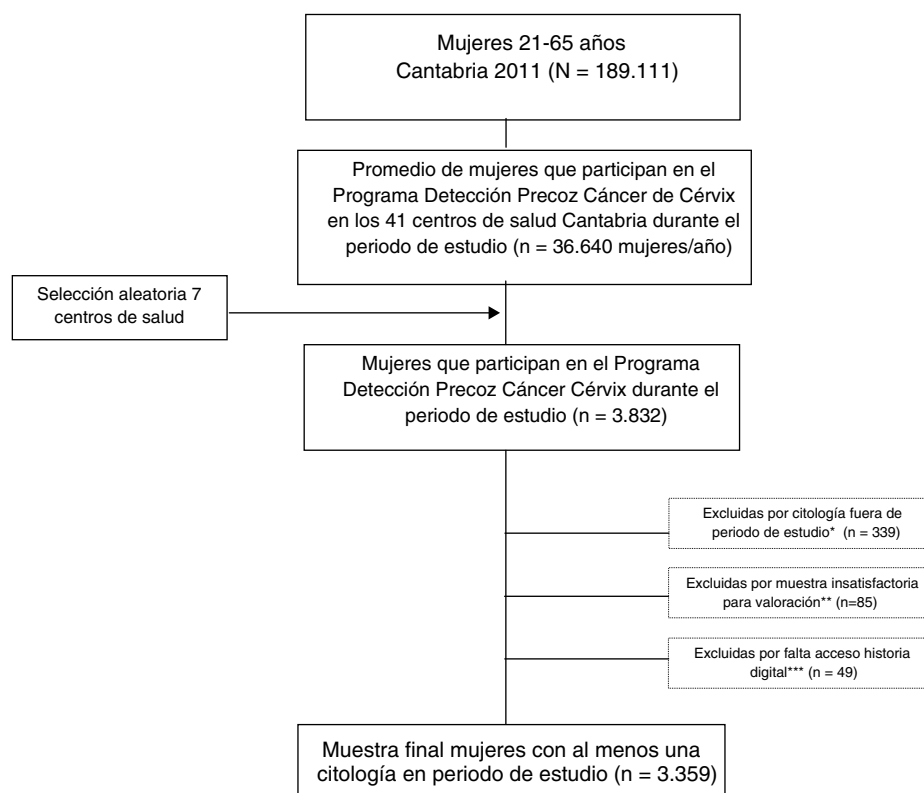 Mujeres 21-65 años
Cantabria 2011 (N = 189.111)
Promedio de mujeres que participan en el
Programa Detección Precoz Cáncer de Cérvix
en los 41 centros de salud Cantabria durante el
periodo de estudio (n = 36.640 mujeres/año)
Selección aleatoria 7
centros de salud
Mujeres que participan en el Programa
Detección Precoz Cáncer Cérvix durante el
periodo de estudio (n = 3.832)
Excluidas por citología fuera de
periodo de estudio* (n = 339)
Excluidas por muestra insatisfactoria
para valoración** (n=85)
Excluidas por falta acceso historia
digital*** (n = 49)
Muestra final mujeres con al menos una
citología en periodo de estudio (n = 3.359)